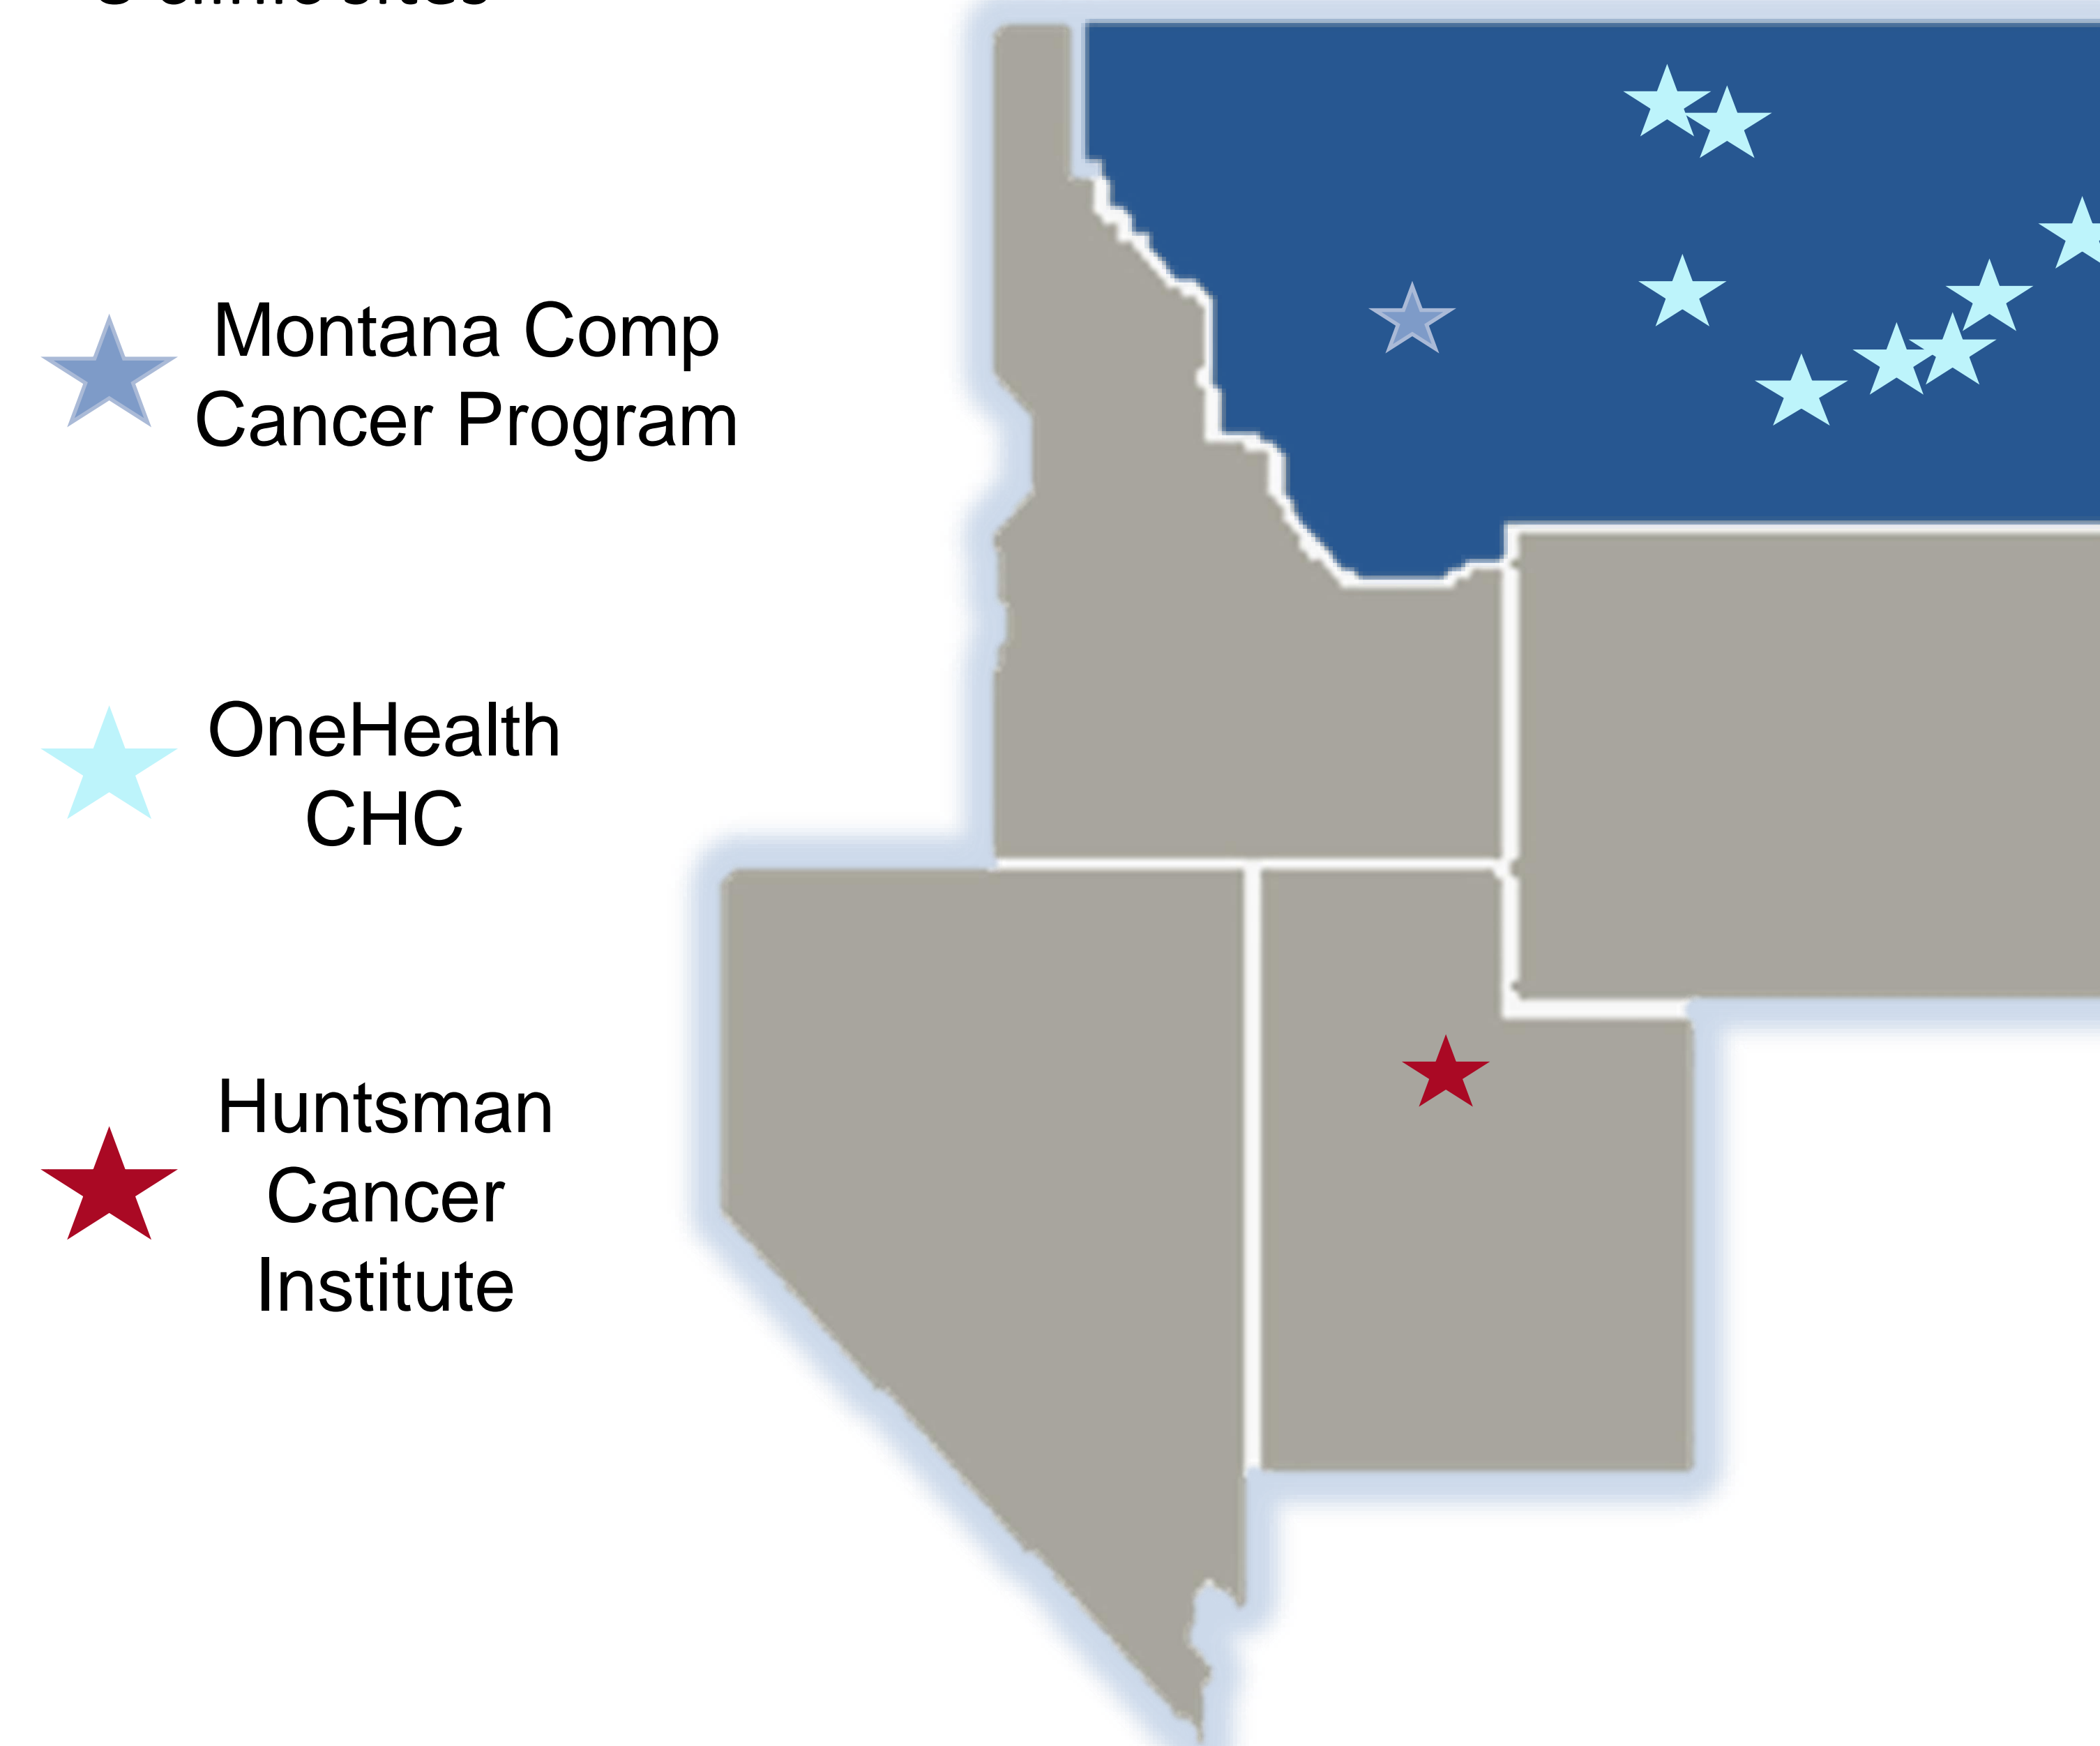 Montana Comp
Cancer Program
OneHealth
CHC
Huntsman
Cancer
Institute